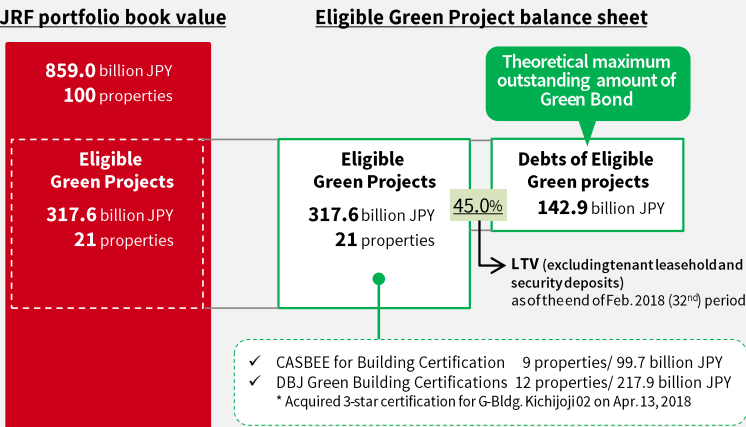 JRF portfolio book value
859.0 billion JPY
100 properties
Eligible
Green Projects
317.6 billion JPY
21 properties
Eligible Green Project balance sheet
Theoretical maximum
outstanding amount of
Green Bond
Eligible
Green Projects
317.6 billion JPY
21 properties
45.0%
Debts of Eligible
Green projects
142.9 billion JPY
LTV (excluding tenant leasehold and
security deposits)
as of the end of Feb. 2018 (32nd) period
✓ CASBEE for Building Certification 9 properties/ 99.7 billion JPY
✓ DBJ Green Building Certifications 12 properties/ 217.9 billion JPY
* Acquired 3-star certification for G-Bldg. Kichijoji 02 on Apr. 13, 2018